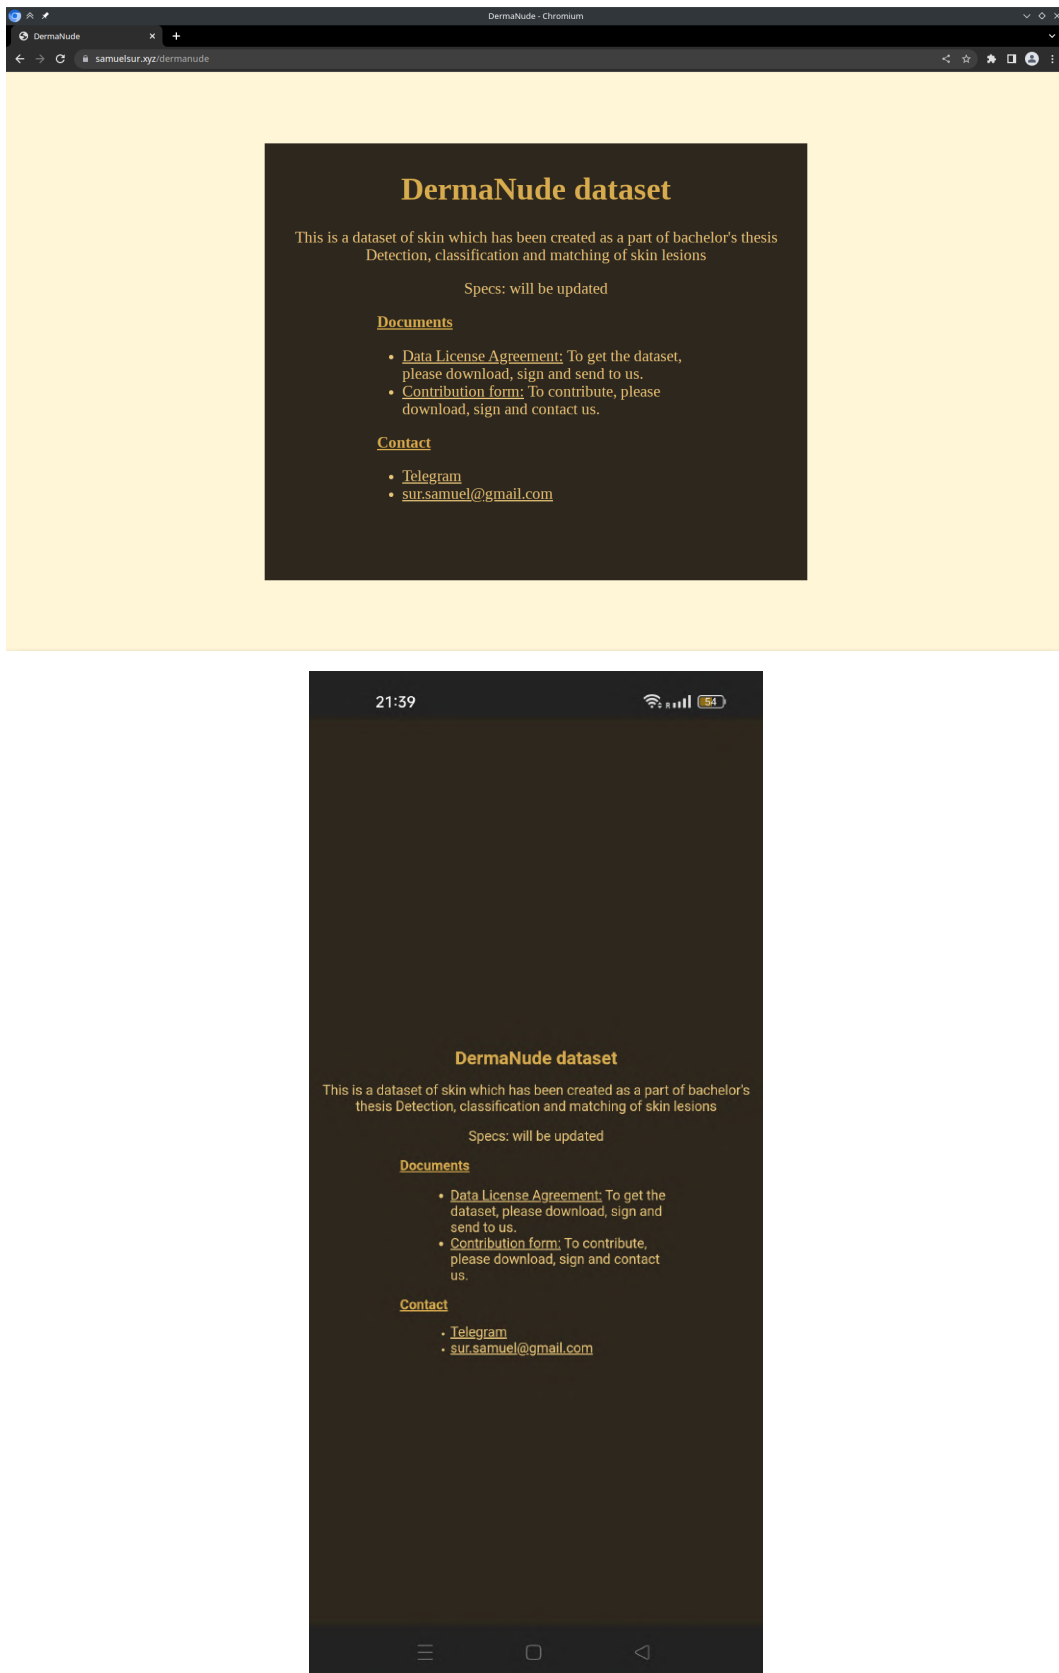 DermaNude - Chromium
DermaNude
samuelsur.xyz/dermanude
DermaNude dataset
This is a dataset of skin which has been created as a part of bachelor's thesis
Detection, classification and matching of skin lesions
Specs: will be updated
Documents
Data License Agreement: To get the dataset,
please download, sign and send to us.
Contribution form: To contribute, please
download, sign and contact us.
Contact
Telegram
sur.samuel@gmail.com
21:39
R
54
DermaNude dataset
This is a dataset of skin which has been created as a part of bachelor's
thesis Detection, classification and matching of skin lesions
Specs: will be updated
Documents
Data License Agreement: To get the
dataset, please download, sign and
send to us.
Contribution form: To contribute,
please download, sign and contact
us.
Contact
Telegram
sur.samuel@gmail.com